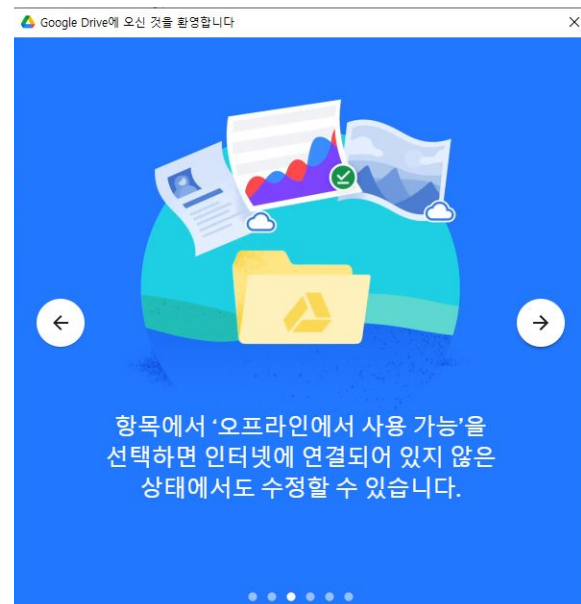 Google Drive에 오신 것을 환영합니다
항목에서 ‘오프라인에서 사용 가능’을
선택하면 인터넷에 연결되어 있지 않은
상태에서도 수정할 수 있습니다.